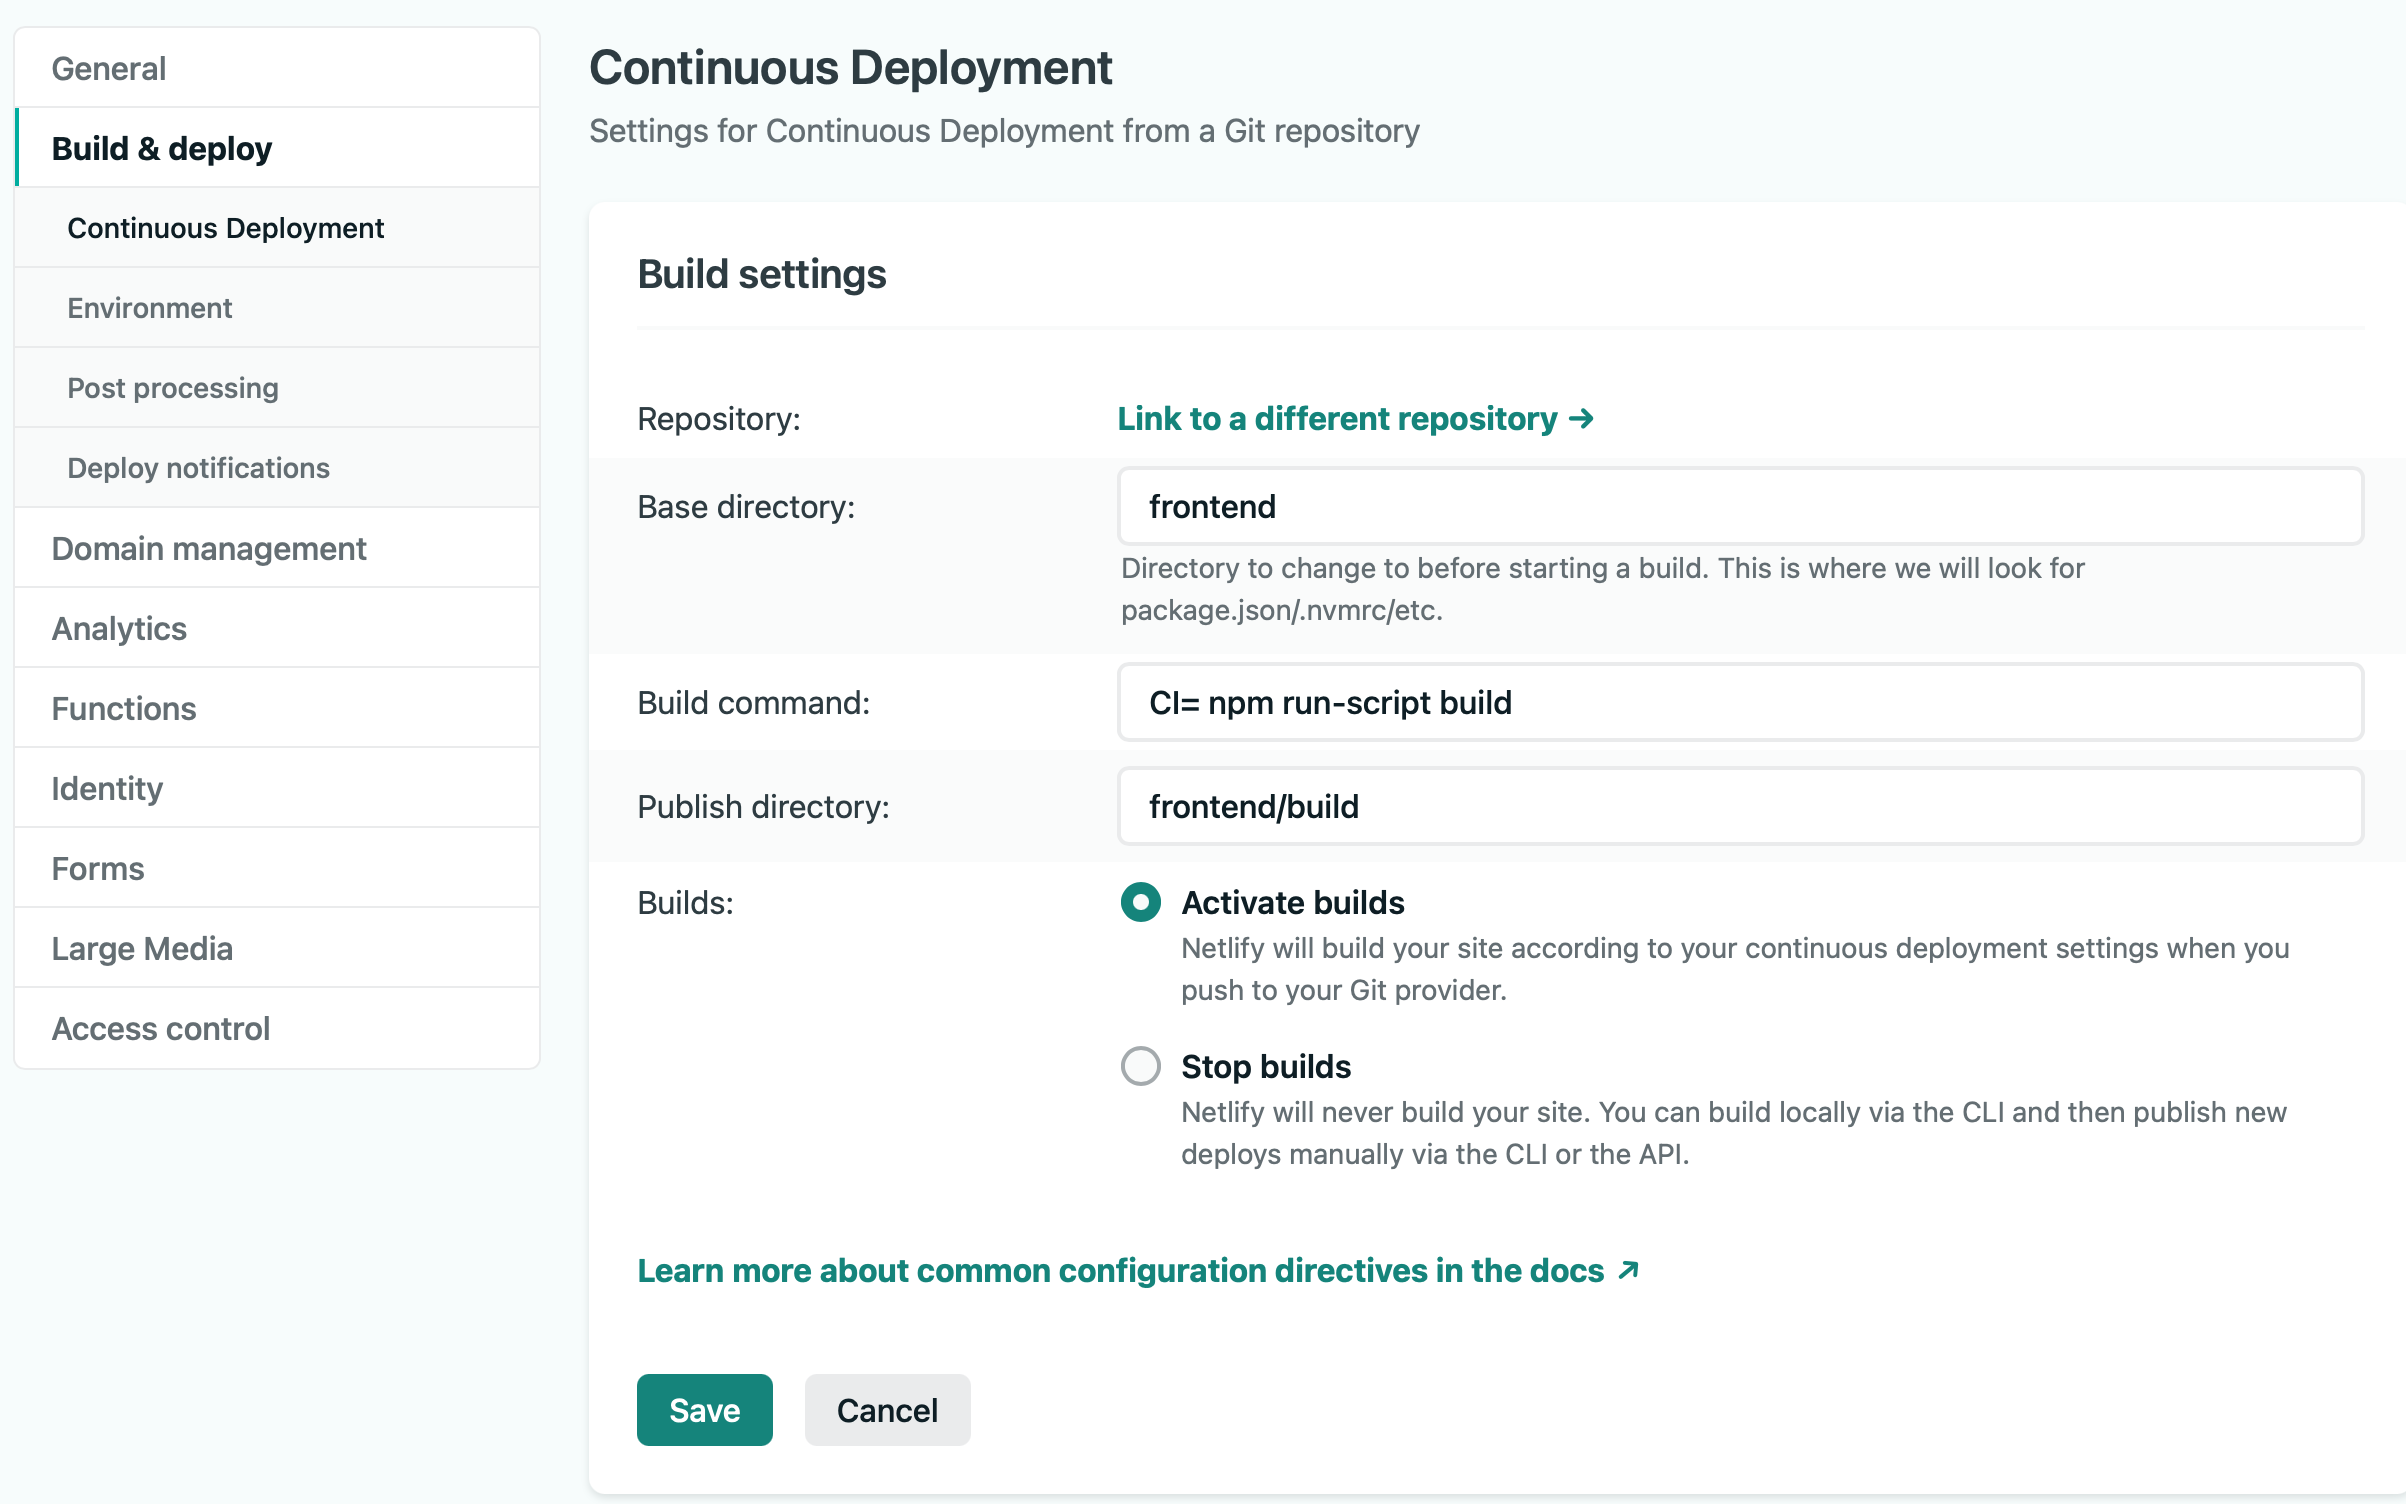 General
Build & deploy
Continuous Deployment
Environment
Post processing
Deploy notifications
Domain management
Analytics
Functions
Identity
Forms
Large Media
Access control
Continuous Deployment
Settings for Continuous Deployment from a Git repository
Build settings
Repository:
Link to a different repository →
Base directory:
frontend
Directory to change to before starting a build. This is where we will look for
package.json/.nvmrc/etc.
Build command:
CI= npm run-script build
Publish directory:
frontend/build
Builds:
Activate builds
Netlify will build your site according to your continuous deployment settings when you
push to your Git provider.
Stop builds
Netlify will never build your site. You can build locally via the CLI and then publish new
deploys manually via the CLI or the API.
Learn more about common configuration directives in the docs ↗
Save
Cancel